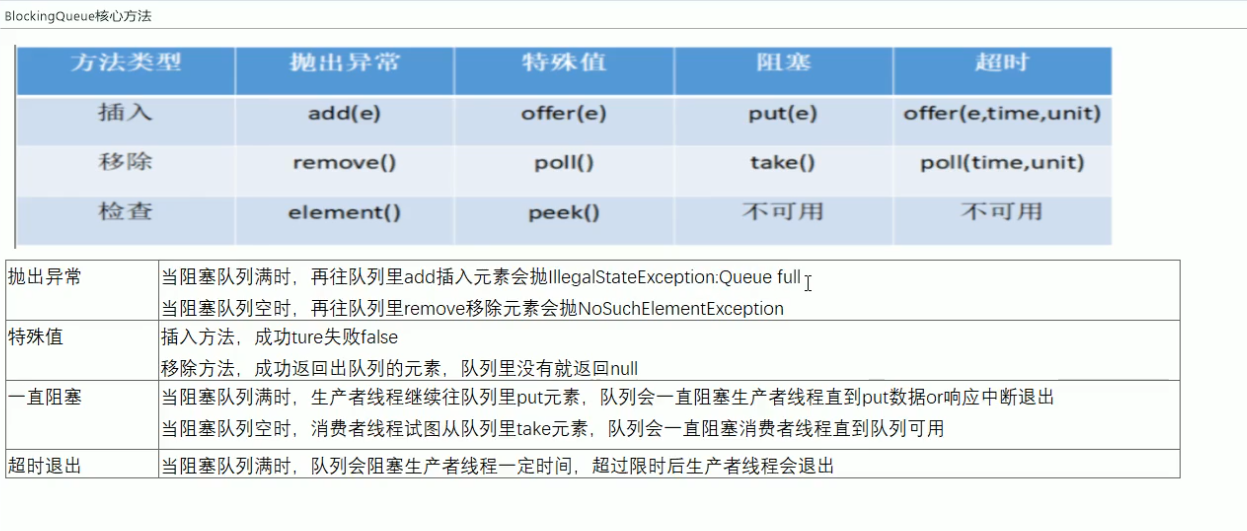 BlockingQueue核心方法
方法类型 抛出异常 特殊值 阻塞 超时
插入 add(e) offer(e) put(e) offer(e,time,unit)
移除 remove() poll() take() poll(time,unit)
检查 element() peek() 不可用 不可用
抛出异常 当阻塞队列满时，再往队列里add插入元素会抛IllegalStateException:Queue full
当阻塞队列空时，再往队列里remove移除元素会抛NoSuchElementException
特殊值 插入方法，成功ture失败false
移除方法，成功返回出队列的元素，队列里没有就返回null
一直阻塞 当阻塞队列满时，生产者线程继续往队列里put元素，队列会一直阻塞生产者线程直到put数据or响应中断退出
当阻塞队列空时，消费者线程试图从队列里take元素，队列会一直阻塞消费者线程直到队列可用
超时退出 当阻塞队列满时，队列会阻塞生产者线程一定时间，超过限时后生产者线程会退出